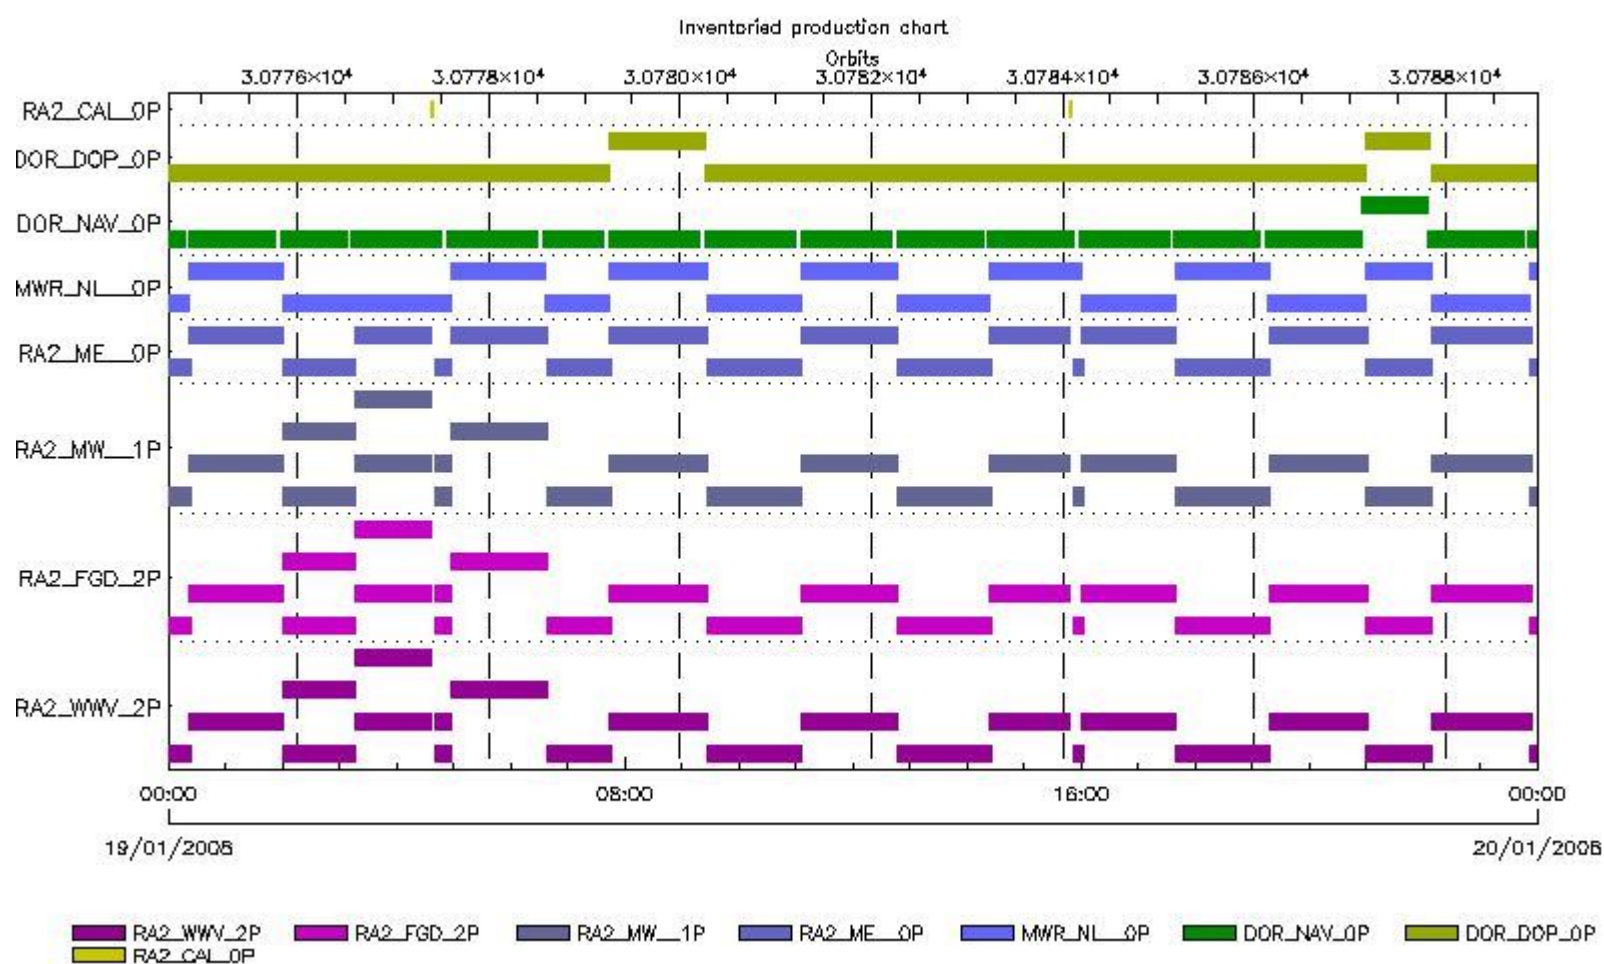 Inventoried production chart
Orbits
3.0776×10⁴ 3.0778×10⁴ 3.0780×10⁴ 3.0782×10⁴ 3.0784×10⁴ 3.0786×10⁴ 3.0788×10⁴
RA2_CAL_0P
DOR_DOP_0P
DOR_NAV_0P
MWR_NL__0P
RA2_ME__0P
RA2_MW__1P
RA2_FGD_2P
RA2_WWV_2P
00:00 08:00 16:00 00:00
19/01/2008 20/01/2008
RA2_WWV_2P RA2_FGD_2P RA2_MW__1P RA2_ME__0P MWR_NL__0P DOR_NAV_0P DOR_DOP_0P
RA2_CAL_0P